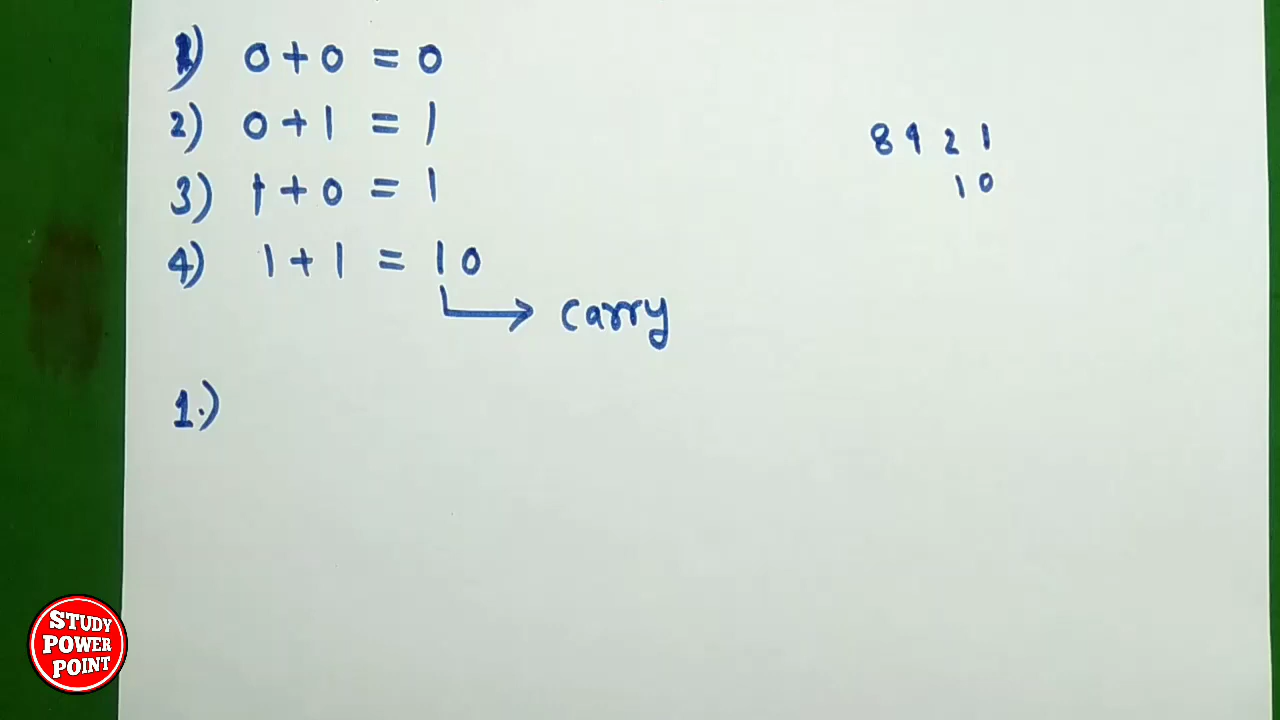 1) 0+0 = 0
2) 0+1 = 1
3) 1+0 = 1
4) 1+1 = 10
carry
8 4 2 1
1 0
1.)
STUDY
POWER
POINT